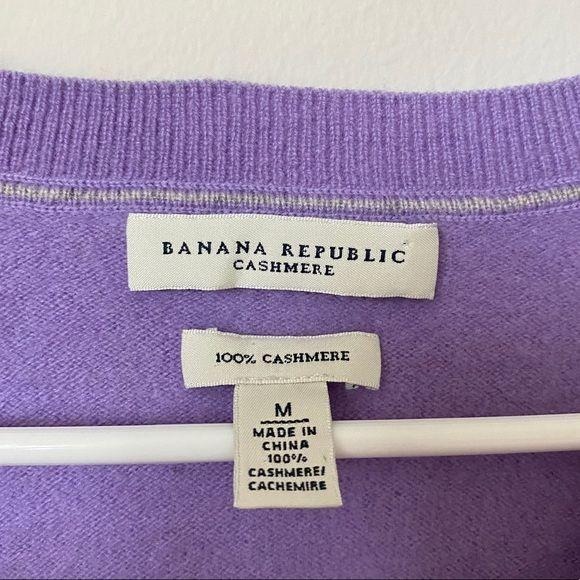 BANANA REPUBLIC
CASHMERE
100% CASHMERE
M
MADE IN
CHINA
100%
CASHMERE/
CACHEMIRE